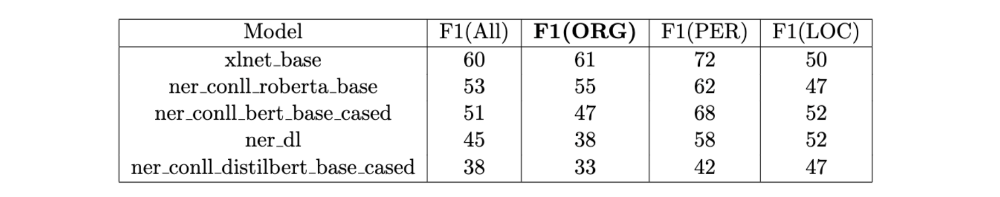 Model F1(All) F1(ORG) F1(PER) F1(LOC)
xlnet_base 60 61 72 50
ner_conll_roberta_base 53 55 62 47
ner_conll_bert_base_cased 51 47 68 52
ner_dl 45 38 58 52
ner_conll_distilbert_base_cased 38 33 42 47